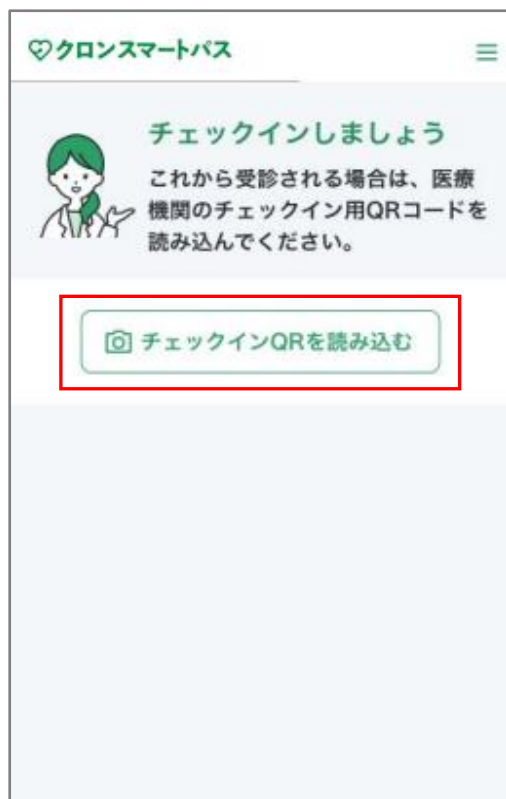 クロンスマートパス
チェックインしましょう
これから受診される場合は、医療
機関のチェックイン用QRコードを
読み込んでください。
チェックインQRを読み込む